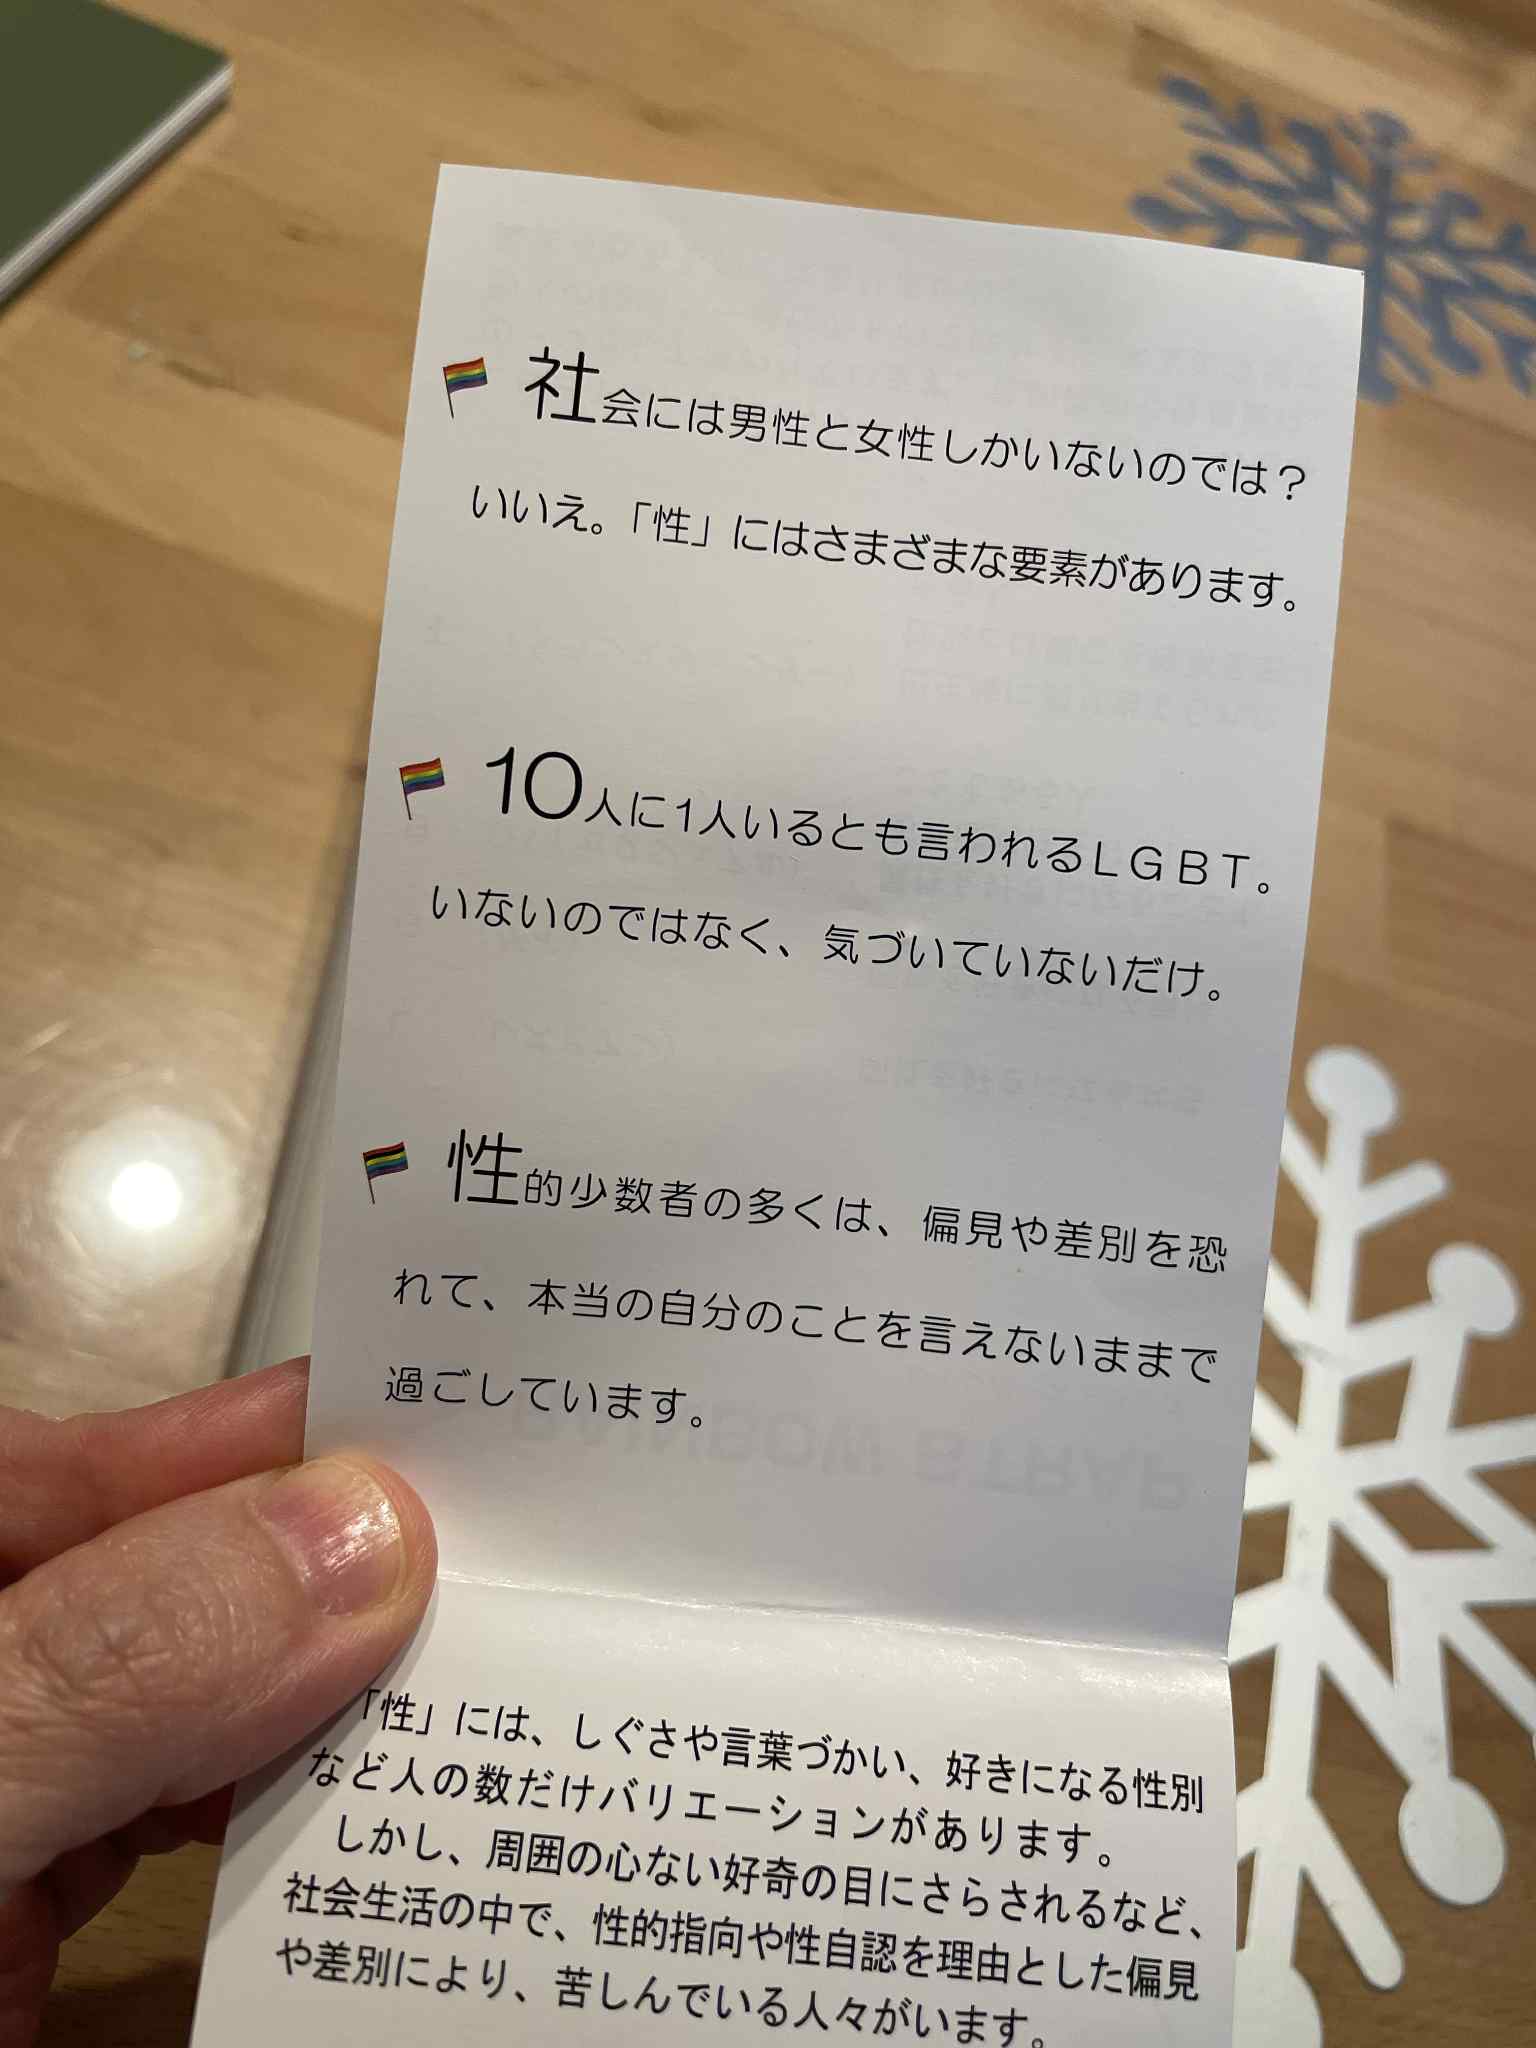 社会には男性と女性しかいないのでは？
いいえ。「性」にはさまざまな要素があります。
10人に1人いるとも言われるＬＧＢＴ。
いないのではなく、気づいていないだけ。
性的少数者の多くは、偏見や差別を恐
れて、本当の自分のことを言えないままで
過ごしています。
RAINBOW STRAP
「性」には、しぐさや言葉づかい、好きになる性別
など人の数だけバリエーションがあります。
しかし、周囲の心ない好奇の目にさらされるなど、
社会生活の中で、性的指向や性自認を理由とした偏見
や差別により、苦しんでいる人々がいます。